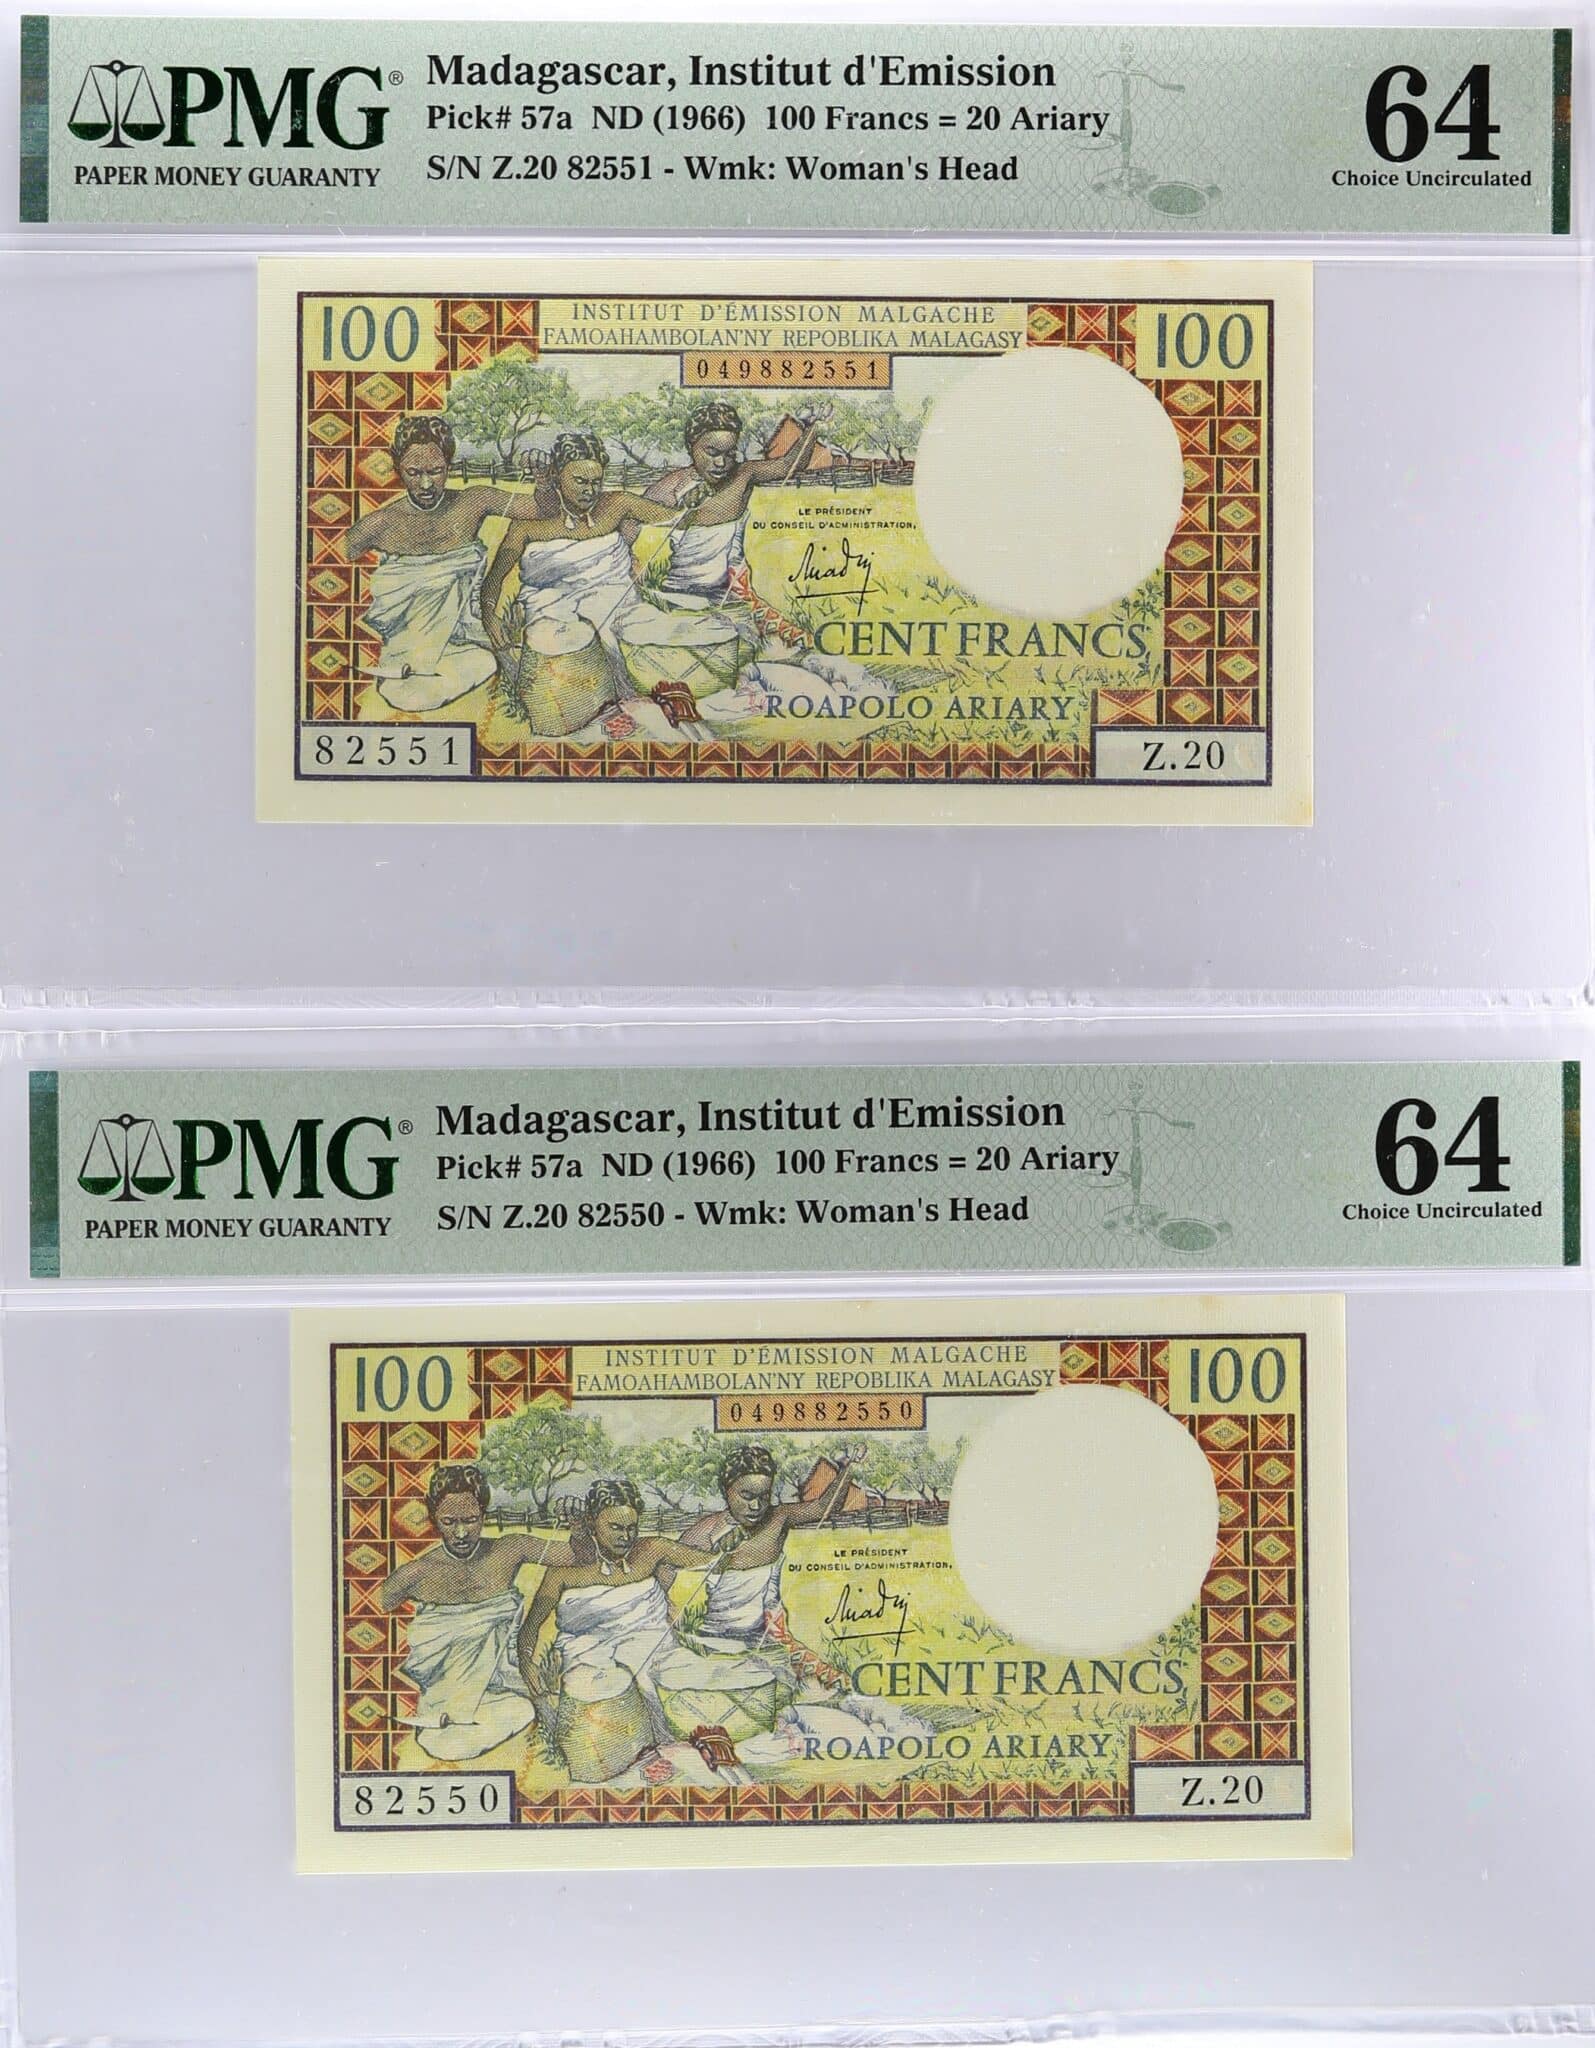 PMG®
PAPER MONEY GUARANTY
Madagascar, Institut d'Emission
Pick# 57a ND (1966) 100 Francs = 20 Ariary
S/N Z.20 82551 - Wmk: Woman's Head
64
Choice Uncirculated
100
INSTITUT D'ÉMISSION MALGACHE
FAMOAHAMBOLAN'NY REPOBLIKA MALAGASY
100
049882551
LE PRÉSIDENT
DU CONSEIL D'ADMINISTRATION,
CENT FRANCS
ROAPOLO ARIARY
82551
Z.20
PMG®
PAPER MONEY GUARANTY
Madagascar, Institut d'Emission
Pick# 57a ND (1966) 100 Francs = 20 Ariary
S/N Z.20 82550 - Wmk: Woman's Head
64
Choice Uncirculated
100
INSTITUT D'ÉMISSION MALGACHE
FAMOAHAMBOLAN'NY REPOBLIKA MALAGASY
100
049882550
LE PRÉSIDENT
DU CONSEIL D'ADMINISTRATION,
CENT FRANCS
ROAPOLO ARIARY
82550
Z.20